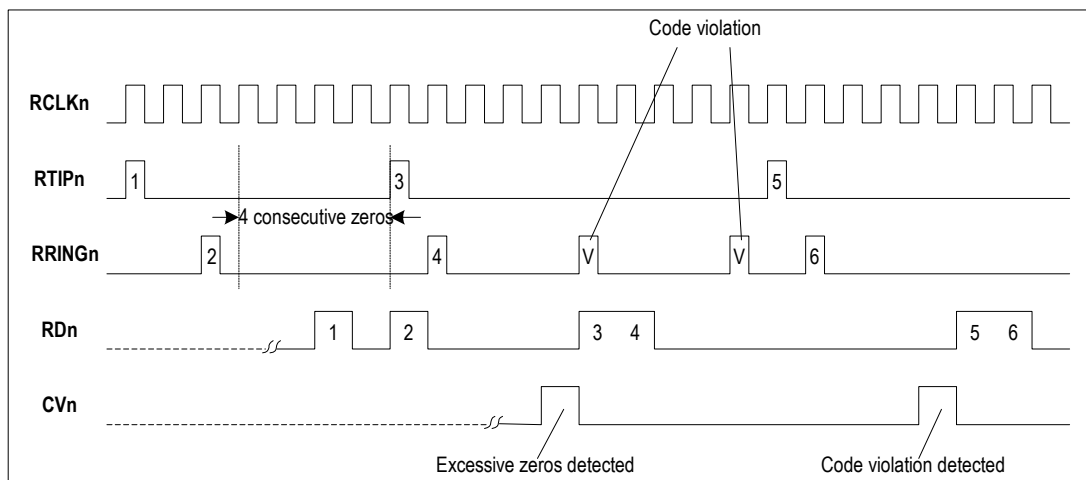 Code violation
RCLKn
RTIPn 1 3 5
4 consecutive zeros
RRINGn 2 4 V V 6
RDn 1 2 3 4 5 6
CVn
Excessive zeros detected Code violation detected